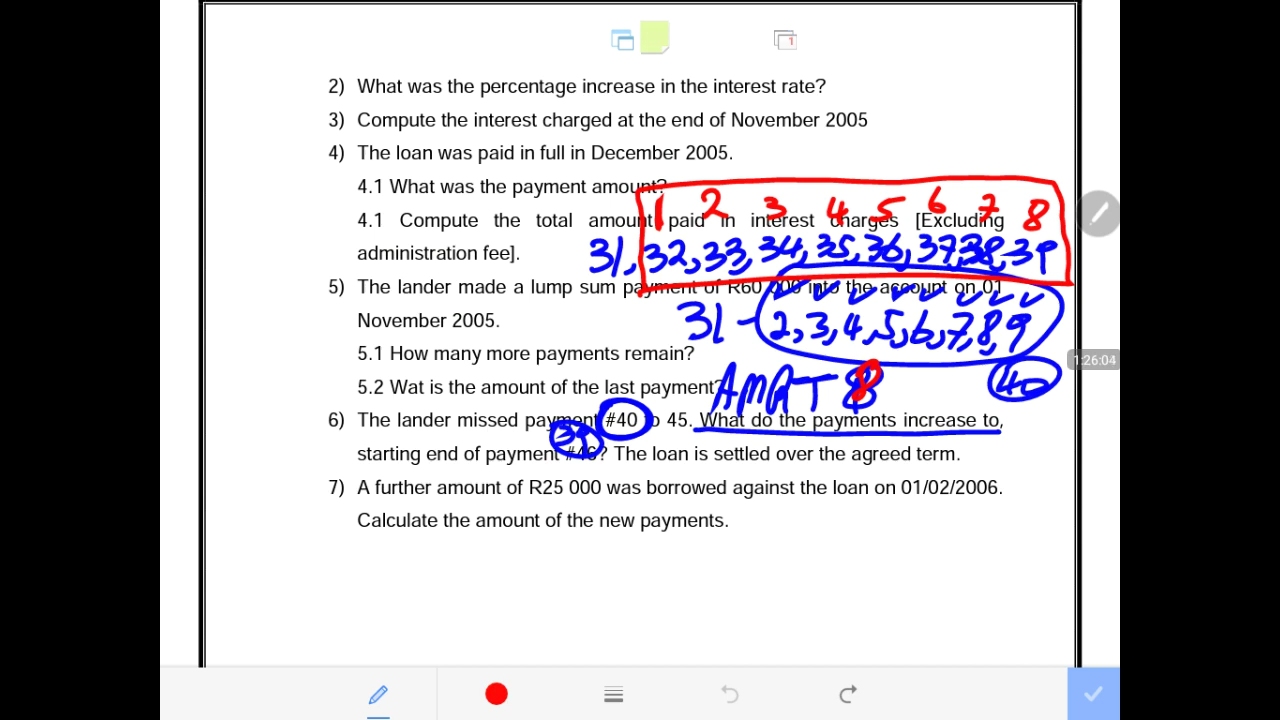 1
2) What was the percentage increase in the interest rate?
3) Compute the interest charged at the end of November 2005
4) The loan was paid in full in December 2005.
4.1 What was the payment amount?
1 2 3 4 5 6 7 8
4.1 Compute the total amount paid in interest charges [Excluding
31, 32, 33, 34, 35, 36, 37, 38, 39
administration fee].
5) The lander made a lump sum payment of R60 000 into the account on 01
November 2005.
31 - 2, 3, 4, 5, 6, 7, 8, 9
5.1 How many more payments remain?
1:26:04
5.2 Wat is the amount of the last payment?
AMRT 8
40
6) The lander missed payment #40 to 45. What do the payments increase to,
39
starting end of payment #46? The loan is settled over the agreed term.
7) A further amount of R25 000 was borrowed against the loan on 01/02/2006.
Calculate the amount of the new payments.